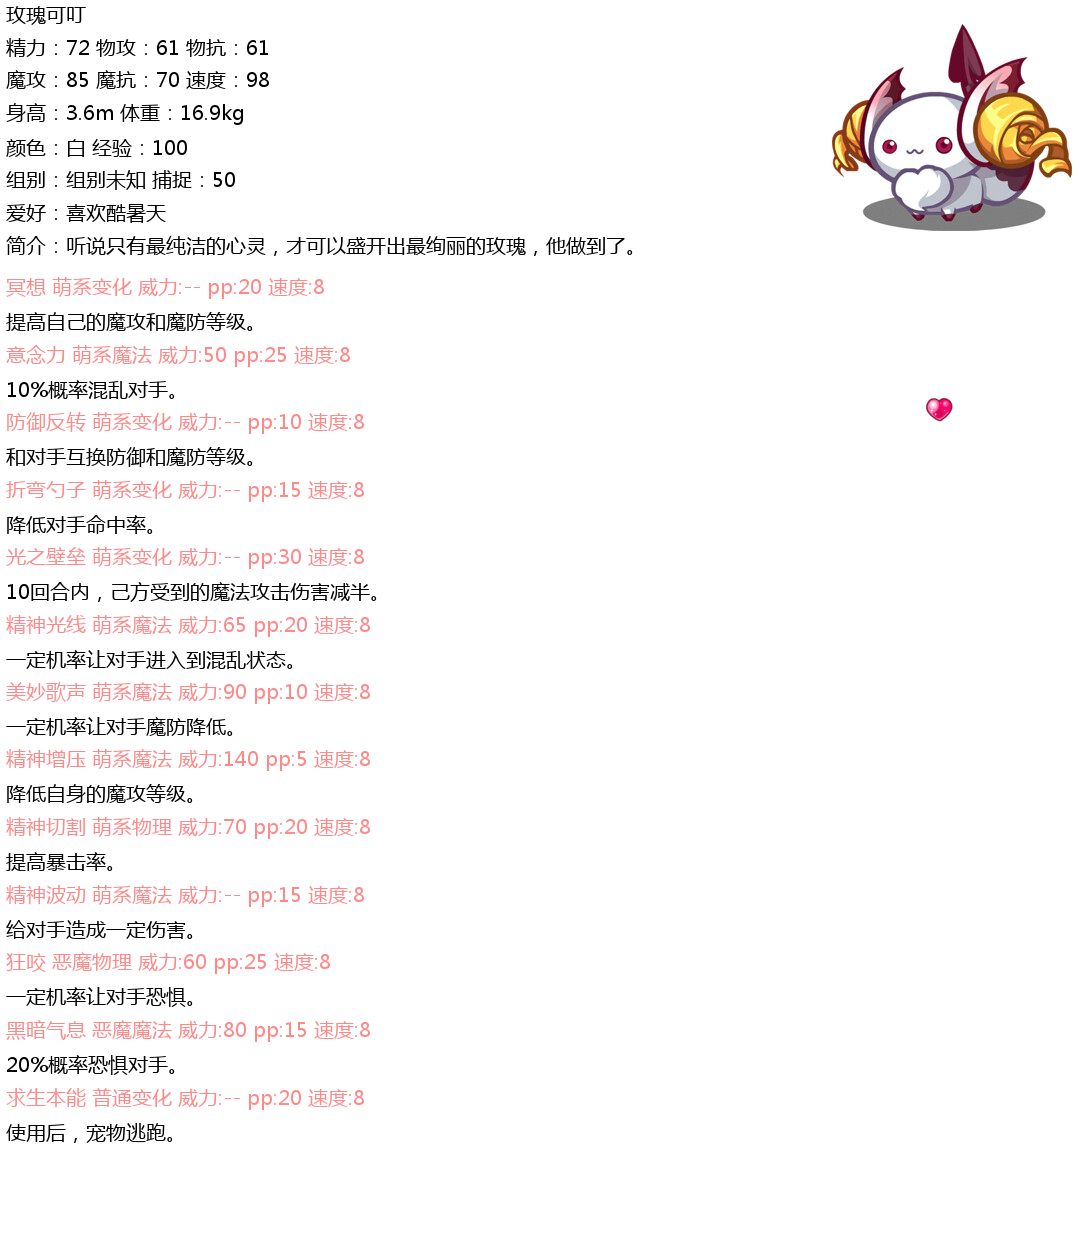 玫瑰可叮
精力：72 物攻：61 物抗：61
魔攻：85 魔抗：70 速度：98
身高：3.6m 体重：16.9kg
颜色：白 经验：100
组别：组别未知 捕捉：50
爱好：喜欢酷暑天
简介：听说只有最纯洁的心灵，才可以盛开出最绚丽的玫瑰，他做到了。
冥想 萌系变化 威力:-- pp:20 速度:8
提高自己的魔攻和魔防等级。
意念力 萌系魔法 威力:50 pp:25 速度:8
10%概率混乱对手。
防御反转 萌系变化 威力:-- pp:10 速度:8
和对手互换防御和魔防等级。
折弯勺子 萌系变化 威力:-- pp:15 速度:8
降低对手命中率。
光之壁垒 萌系变化 威力:-- pp:30 速度:8
10回合内，己方受到的魔法攻击伤害减半。
精神光线 萌系魔法 威力:65 pp:20 速度:8
一定机率让对手进入到混乱状态。
美妙歌声 萌系魔法 威力:90 pp:10 速度:8
一定机率让对手魔防降低。
精神增压 萌系魔法 威力:140 pp:5 速度:8
降低自身的魔攻等级。
精神切割 萌系物理 威力:70 pp:20 速度:8
提高暴击率。
精神波动 萌系魔法 威力:-- pp:15 速度:8
给对手造成一定伤害。
狂咬 恶魔物理 威力:60 pp:25 速度:8
一定机率让对手恐惧。
黑暗气息 恶魔魔法 威力:80 pp:15 速度:8
20%概率恐惧对手。
求生本能 普通变化 威力:-- pp:20 速度:8
使用后，宠物逃跑。